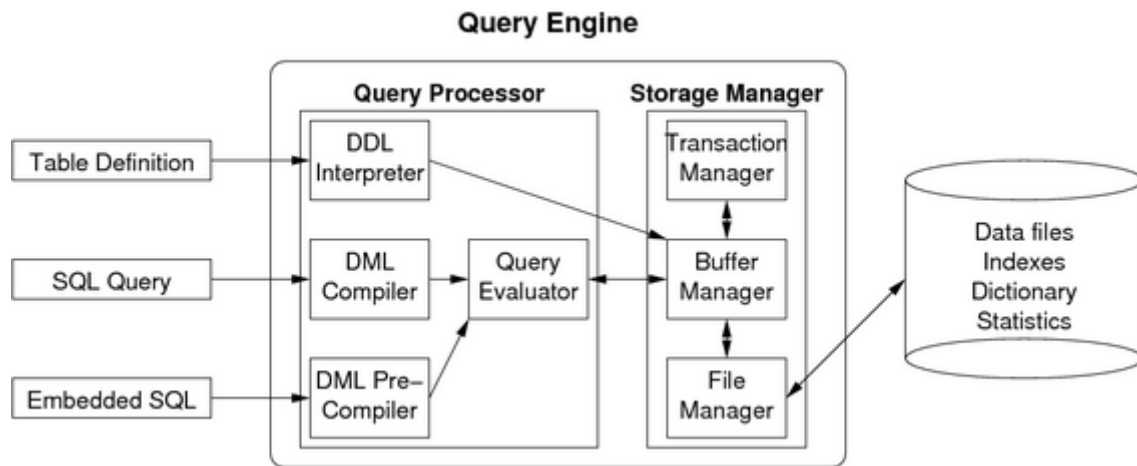 Query Engine
Query Processor
Storage Manager
Table Definition
DDL
Interpreter
Transaction
Manager
SQL Query
DML
Compiler
Query
Evaluator
Buffer
Manager
Data files
Indexes
Dictionary
Statistics
Embedded SQL
DML Pre-
Compiler
File
Manager